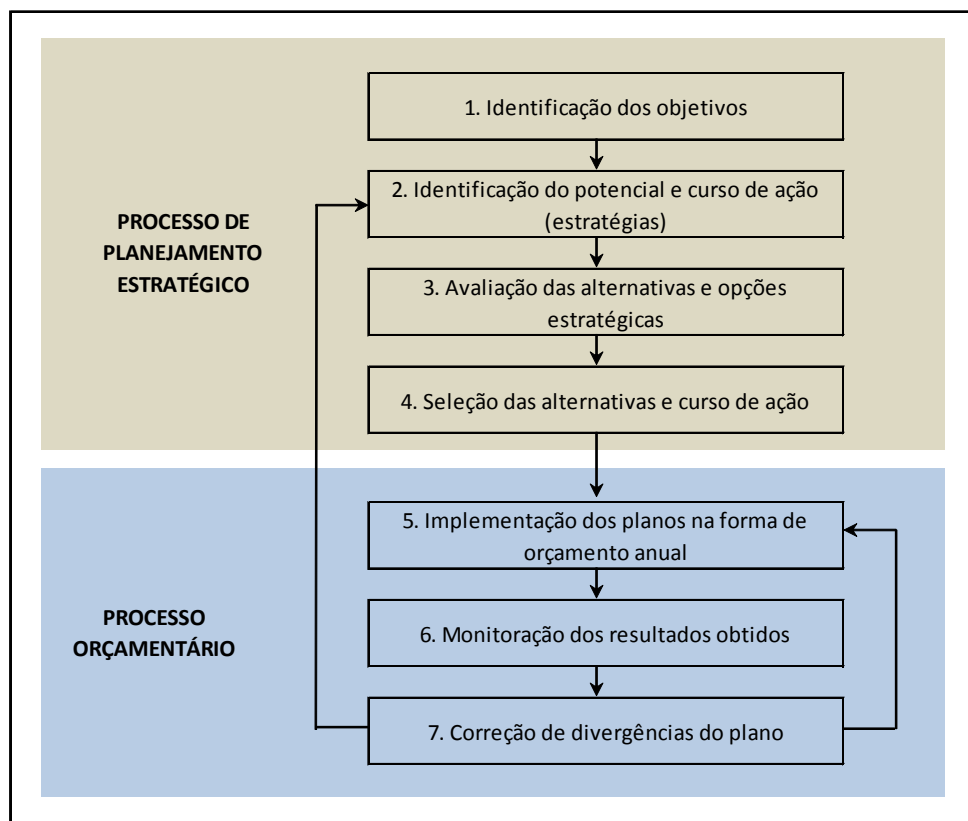 1. Identificação dos objetivos
2. Identificação do potencial e curso de ação
(estratégias)
PROCESSO DE
PLANEJAMENTO
ESTRATÉGICO
3. Avaliação das alternativas e opções
estratégicas
4. Seleção das alternativas e curso de ação
5. Implementação dos planos na forma de
orçamento anual
PROCESSO
ORÇAMENTÁRIO
6. Monitoração dos resultados obtidos
7. Correção de divergências do plano